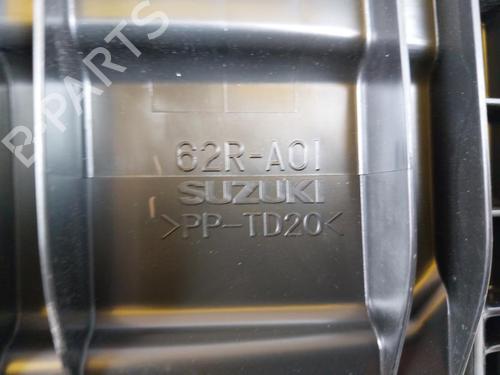 B-PARTS
62R-A01
SUZUKI
>PP-TD20<